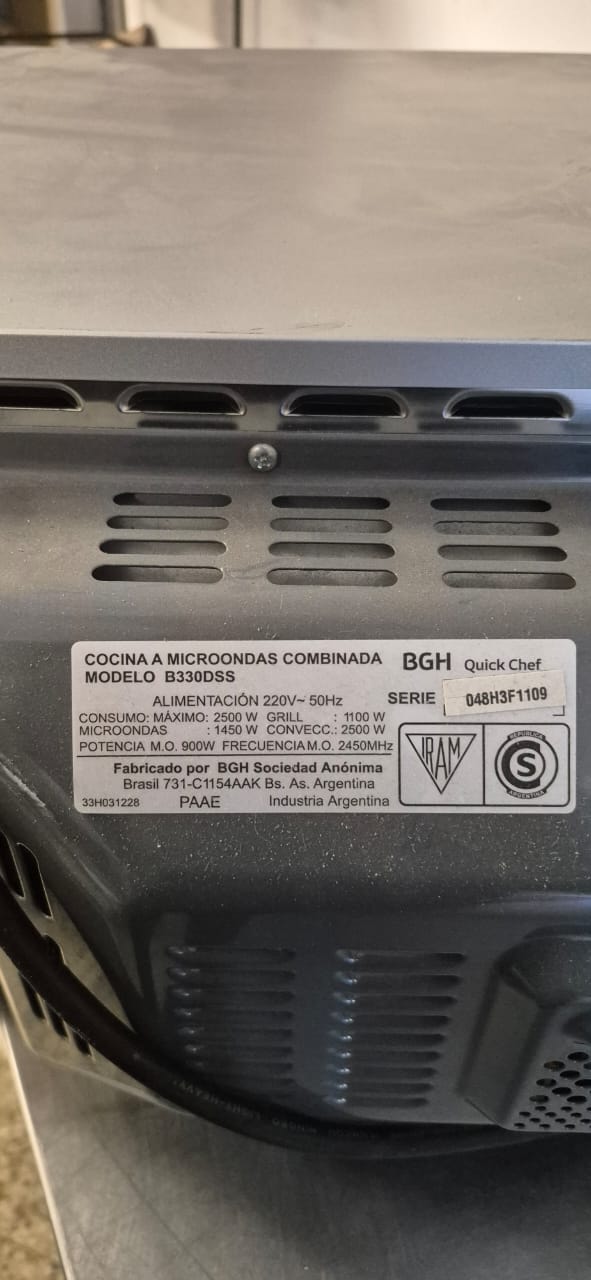 COCINA A MICROONDAS COMBINADA BGH Quick Chef
MODELO B330DSS
ALIMENTACIÓN 220V~ 50Hz SERIE 048H3F1109
CONSUMO: MÁXIMO: 2500 W GRILL : 1100 W
MICROONDAS : 1450 W CONVECC.: 2500 W
POTENCIA M.O. 900W FRECUENCIA M.O. 2450MHz
Fabricado por BGH Sociedad Anónima
Brasil 731-C1154AAK Bs. As. Argentina
33H031228 PAAE Industria Argentina
IRAM
REPUBLICA
S
ARGENTINA